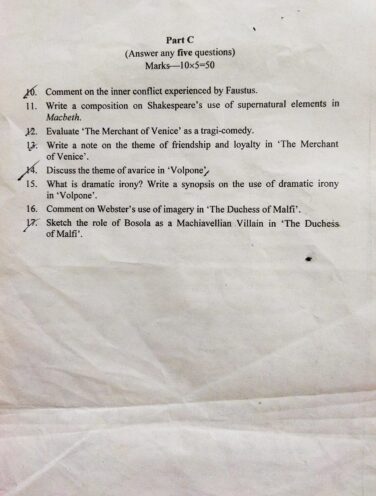 Part C
(Answer any five questions)
Marks—10×5=50
10. Comment on the inner conflict experienced by Faustus.
11. Write a composition on Shakespeare's use of supernatural elements in
Macbeth.
12. Evaluate 'The Merchant of Venice' as a tragi-comedy.
13. Write a note on the theme of friendship and loyalty in 'The Merchant
of Venice'.
14. Discuss the theme of avarice in 'Volpone'.
15. What is dramatic irony? Write a synopsis on the use of dramatic irony
in 'Volpone'.
16. Comment on Webster's use of imagery in 'The Duchess of Malfi'.
17. Sketch the role of Bosola as a Machiavellian Villain in 'The Duchess
of Malfi'.